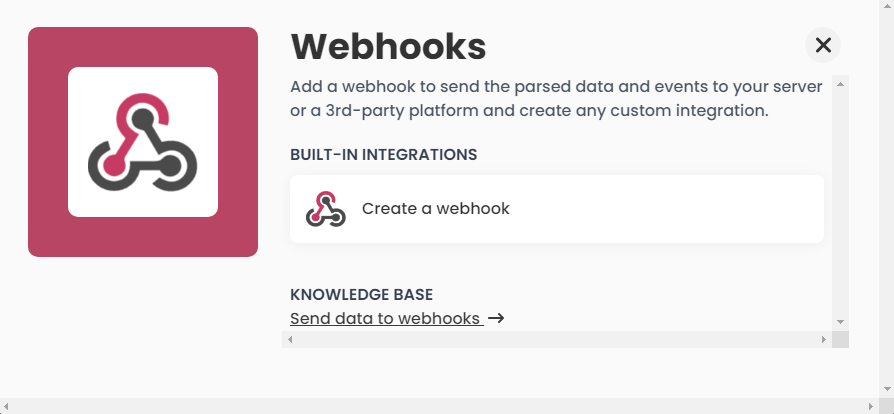 Webhooks
Add a webhook to send the parsed data and events to your server
or a 3rd-party platform and create any custom integration.
BUILT-IN INTEGRATIONS
Create a webhook
KNOWLEDGE BASE
Send data to webhooks →